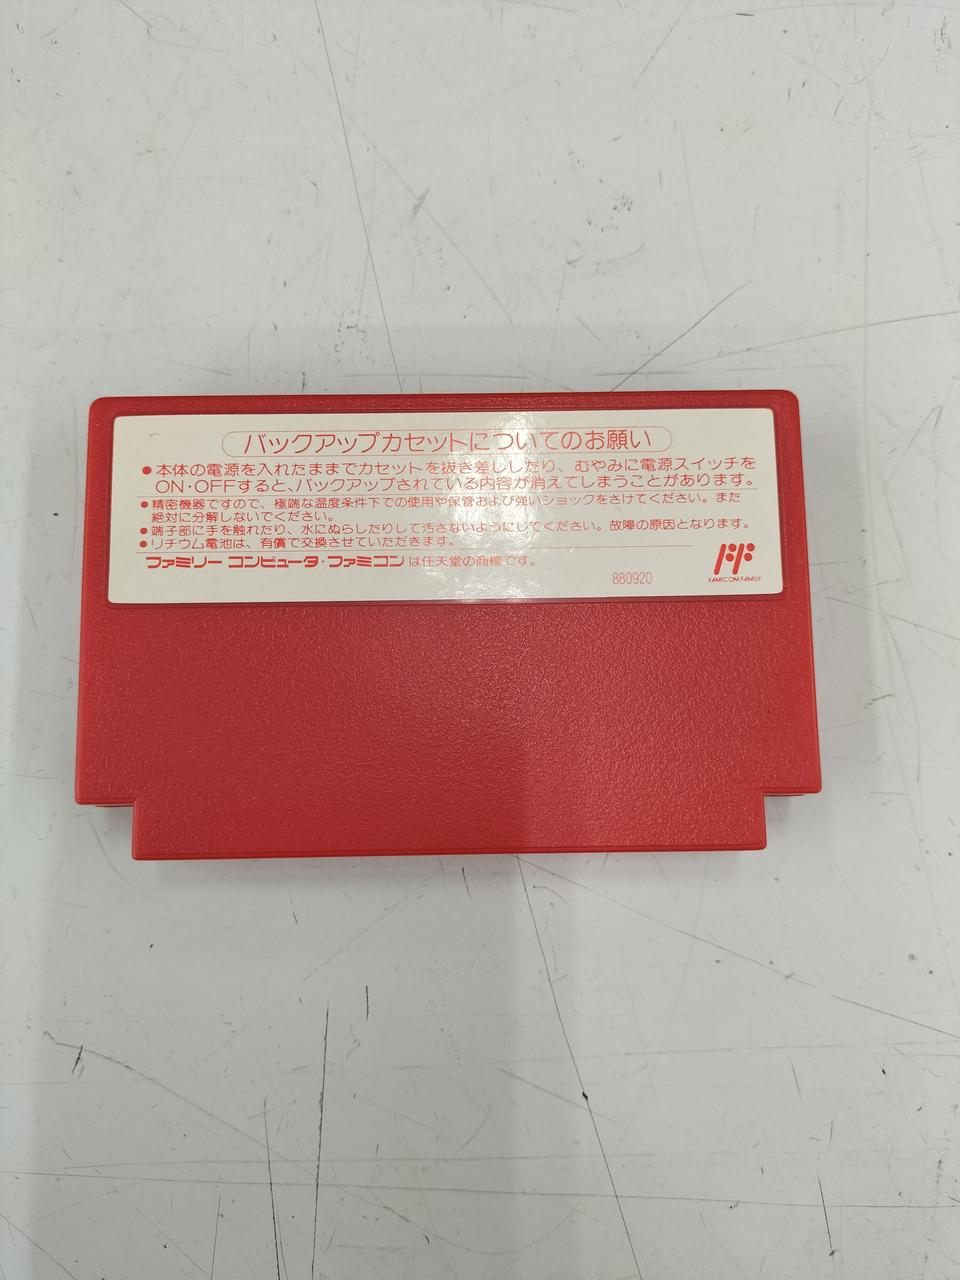 バックアップカセットについてのお願い
●本体の電源を入れたままでカセットを抜き差ししたり、むやみに電源スイッチを
ON・OFFすると、バックアップされている内容が消えてしまうことがあります。
●精密機器ですので、極端な温度条件下での使用や保管および強いショックをさけてください。また
絶対に分解しないでください。
●端子部に手を触れたり、水にぬらしたりして汚さないようにしてください。故障の原因となります。
●リチウム電池は、有償で交換させていただきます。
ファミリー コンピュータ・ファミコンは任天堂の商標です。
880920
FAMICOM FAMILY